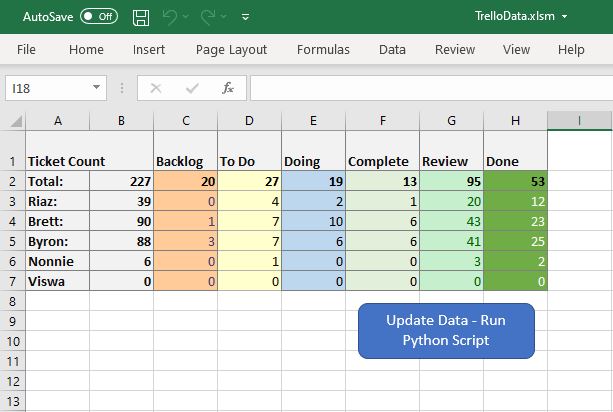 AutoSave Off TrelloData.xlsm
File Home Insert Page Layout Formulas Data Review View Help
I18 fx
A B C D E F G H I
1 Ticket Count Backlog To Do Doing Complete Review Done
2 Total: 227 20 27 19 13 95 53
3 Riaz: 39 0 4 2 1 20 12
4 Brett: 90 1 7 10 6 43 23
5 Byron: 88 3 7 6 6 41 25
6 Nonnie 6 0 1 0 0 3 2
7 Viswa 0 0 0 0 0 0 0
8
9
10
11
12
13
Update Data - Run
Python Script